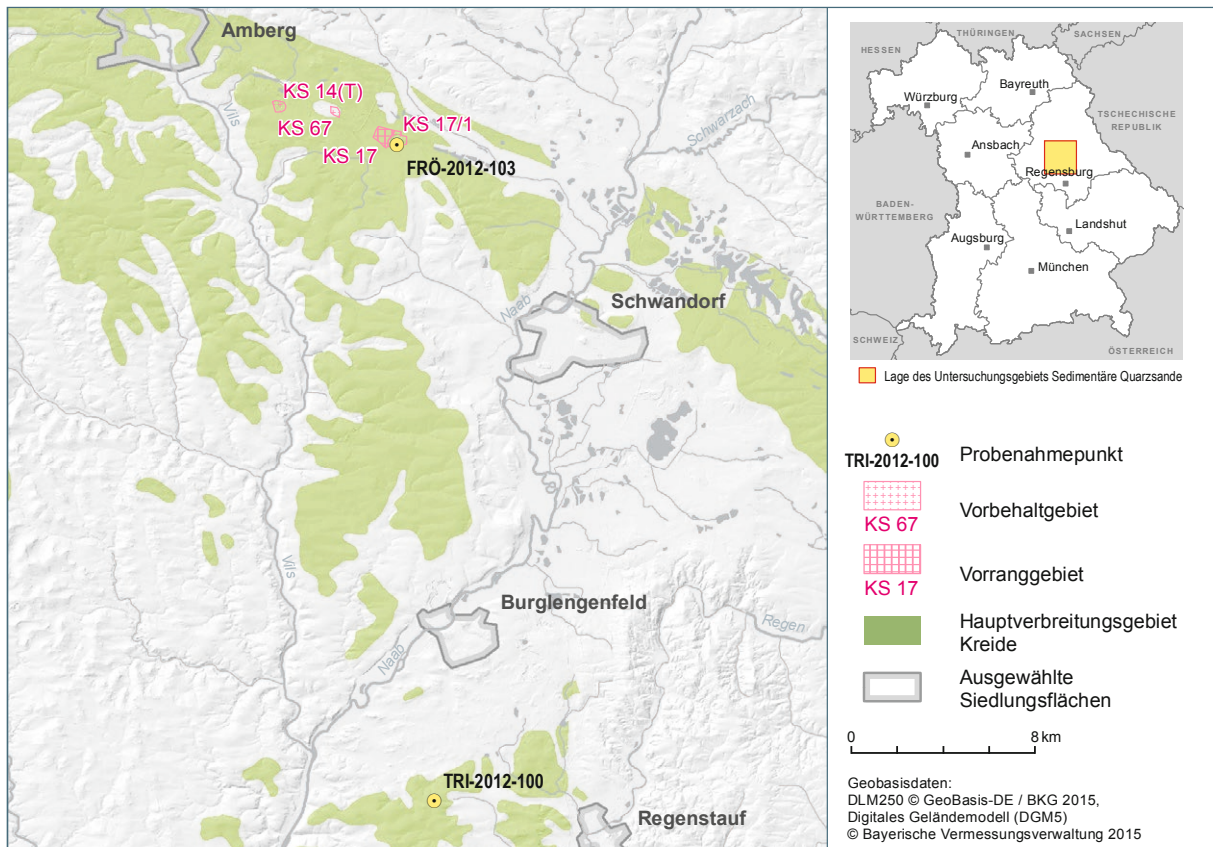 Amberg
Vils
KS 14(T)
KS 67
KS 17/1
KS 17
FRÖ-2012-103
Schwarzach
Naab
Schwandorf
Vils
Burglengenfeld
Naab
Regen
TRI-2012-100
Regenstauf
THÜRINGEN
SACHSEN
HESSEN
Bayreuth
Würzburg
TSCHECHISCHE
REPUBLIK
Ansbach
Regensburg
BADEN-
WÜRTTEMBERG
Landshut
Augsburg
München
SCHWEIZ
ÖSTERREICH
Lage des Untersuchungsgebiets Sedimentäre Quarzsande
TRI-2012-100
Probenahmepunkt
Vorbehaltgebiet
KS 67
Vorranggebiet
KS 17
Hauptverbreitungsgebiet
Kreide
Ausgewählte
Siedlungsflächen
0 8 km
Geobasisdaten:
DLM250 © GeoBasis-DE / BKG 2015,
Digitales Geländemodell (DGM5)
© Bayerische Vermessungsverwaltung 2015